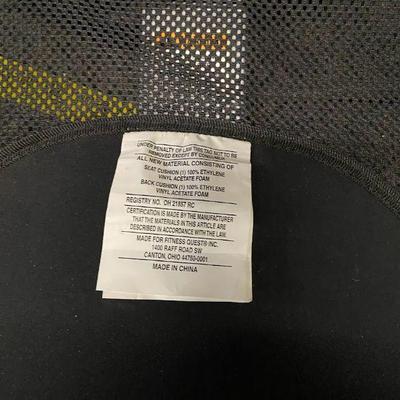 UNDER PENALTY OF LAW THIS TAG NOT TO BE
REMOVED EXCEPT BY CONSUMER
ALL NEW MATERIAL CONSISTING OF
SEAT CUSHION (1) 100% ETHYLENE
VINYL ACETATE FOAM
BACK CUSHION (1) 100% ETHYLENE
VINYL ACETATE FOAM
REGISTRY NO. OH 21857 RC
CERTIFICATION IS MADE BY THE MANUFACTURER
THAT THE MATERIALS IN THIS ARTICLE ARE
DESCRIBED IN ACCORDANCE WITH THE LAW.
MADE FOR FITNESS QUEST® INC.
1400 RAFF ROAD SW
CANTON, OHIO 44750-0001
MADE IN CHINA